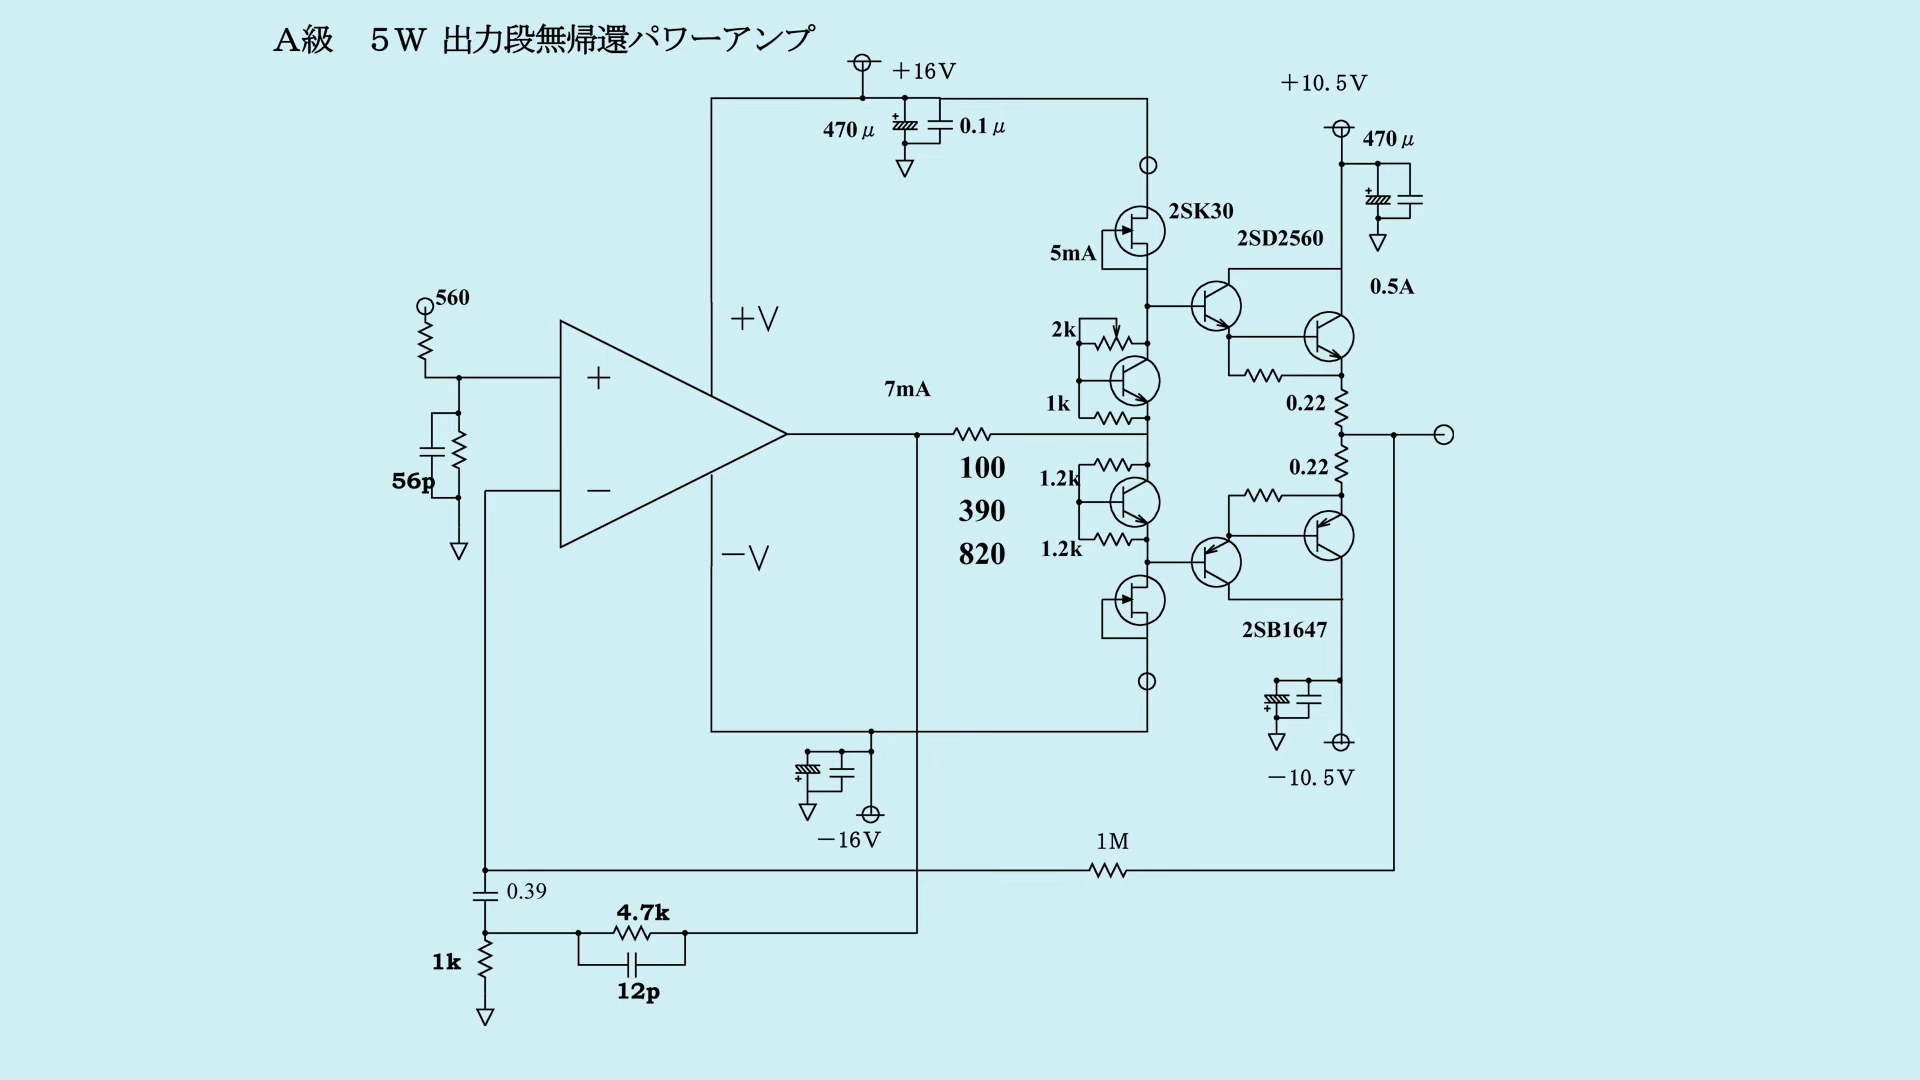 A級 5W 出力段無帰還パワーアンプ
+16V
470μ
0.1μ
+10.5V
470μ
2SK30
2SD2560
5mA
0.5A
560
+V
2k
7mA
1k
0.22
+
100
390
820
1.2k
0.22
56p
−
−V
1.2k
2SB1647
−10.5V
−16V
1M
0.39
4.7k
1k
12p